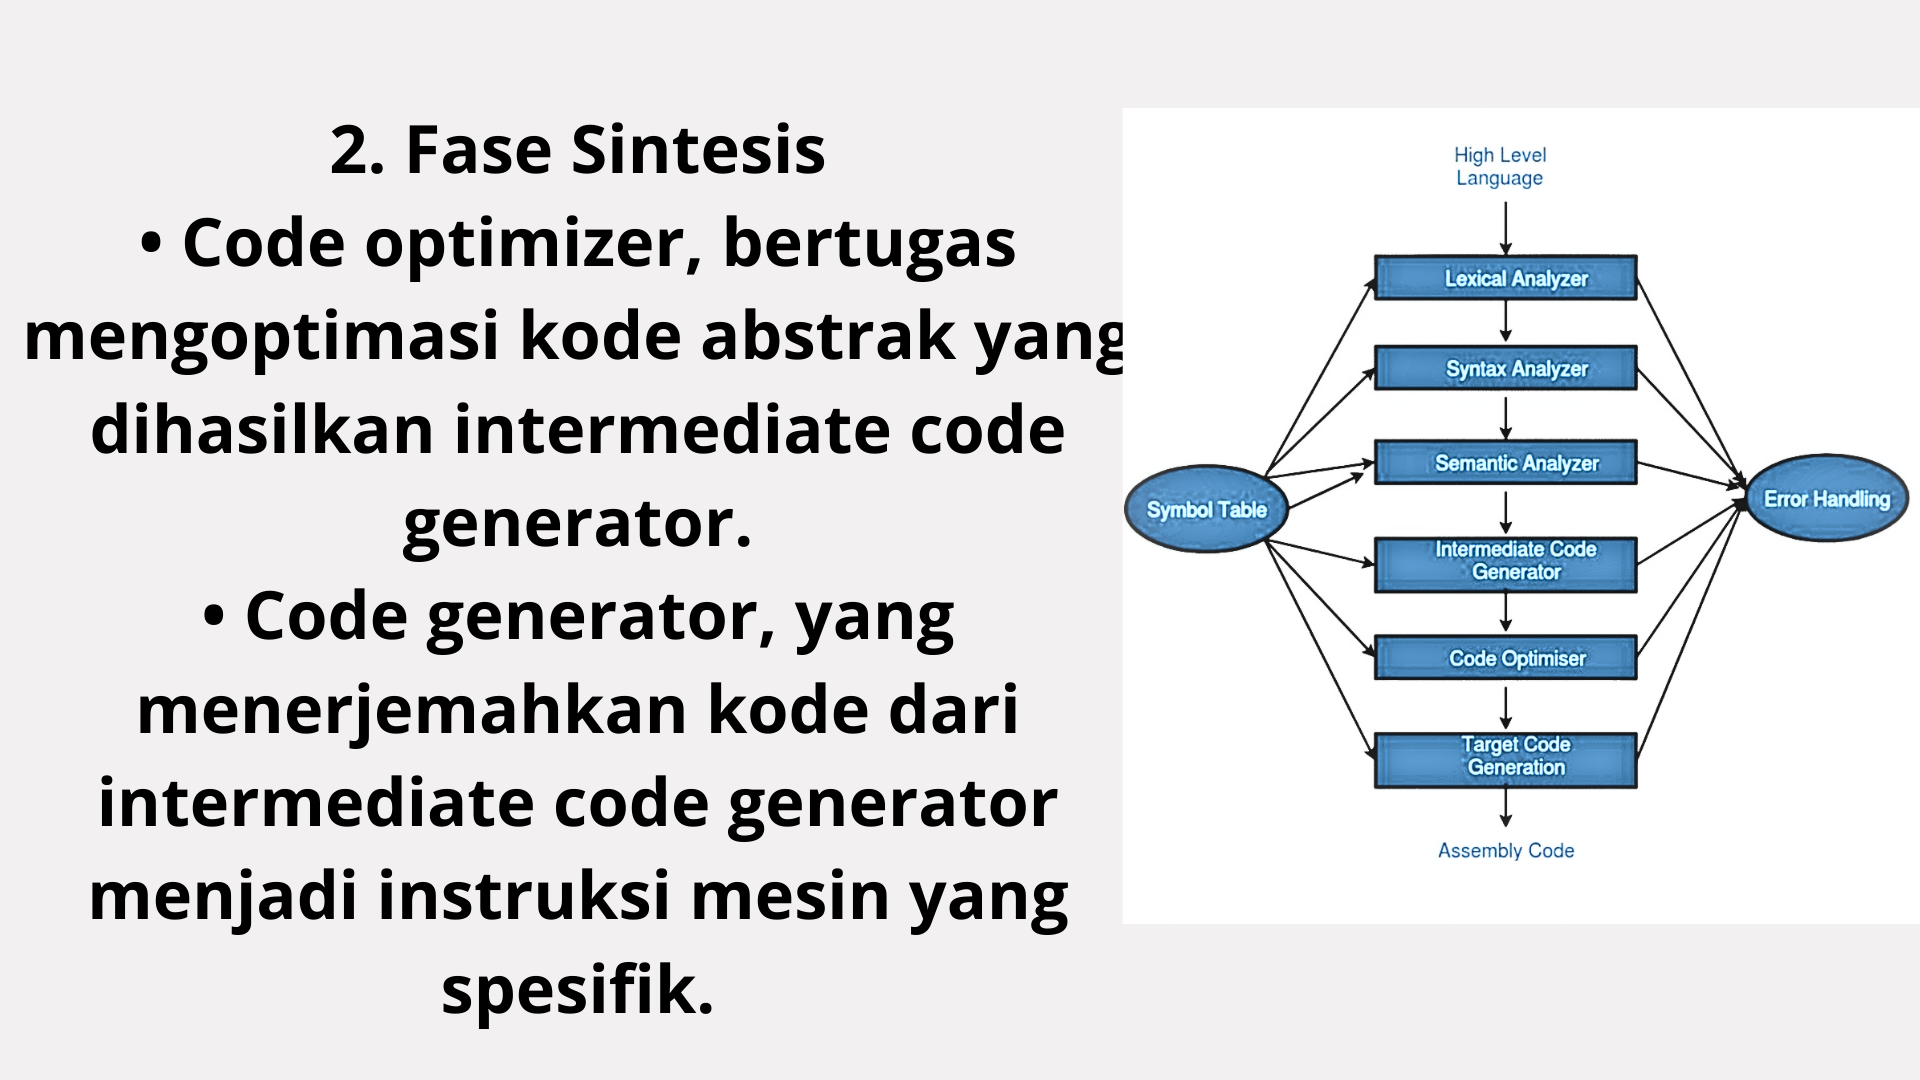 2. Fase Sintesis
• Code optimizer, bertugas
mengoptimasi kode abstrak yang
dihasilkan intermediate code
generator.
• Code generator, yang
menerjemahkan kode dari
intermediate code generator
menjadi instruksi mesin yang
spesifik.
High Level
Language
Lexical Analyzer
Syntax Analyzer
Semantic Analyzer
Symbol Table
Error Handling
Intermediate Code
Generator
Code Optimiser
Target Code
Generation
Assembly Code